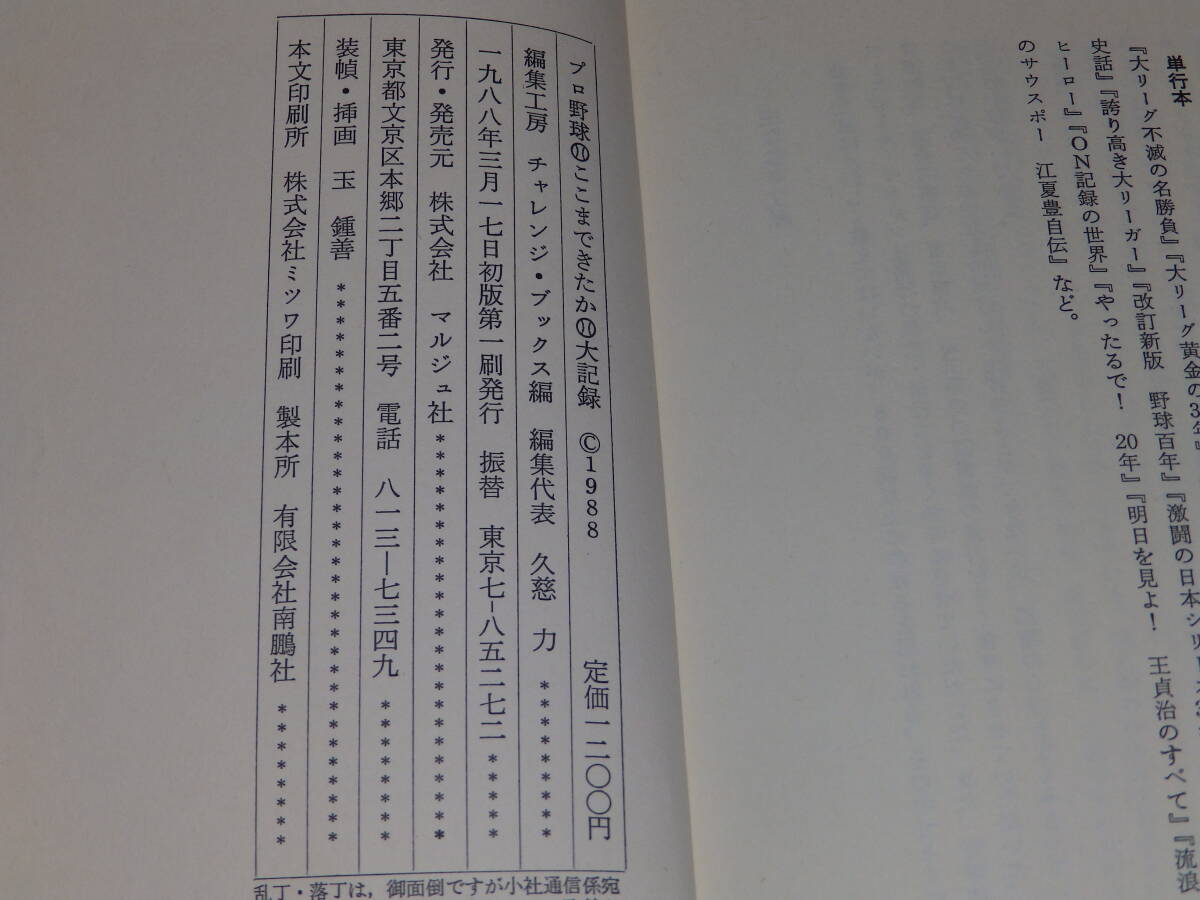 単行本
『大リーグ不滅の名勝負』『大リーグ黄金の3年』
『激闘の日本シリーズ
史話』『誇り高き大リーガー』『改訂新版　野球百年』
ヒーロー』『ON記録の世界』『やったるで！　20年』『明日を見よ！　王貞治のすべて』『流浪
のサウスポー　江夏豊自伝』など。
プロ野球⑾ここまできたか⑾大記録　©1988　定価一二〇〇円
編集工房　チャレンジ・ブックス編　編集代表　久慈　力　********
一九八八年三月一七日初版第一刷発行　振替　東京七-八五二七二　*****
発行・発売元　株式会社　マルジュ社　*******************
東京都文京区本郷二丁目五番二号　電話　八一三―七三四九　*******
装幀・挿画　玉　鍾善　****************************
本文印刷所　株式会社ミツワ印刷　製本所　有限会社南鵬社　*******
乱丁・落丁は，御面倒ですが小社通信係宛